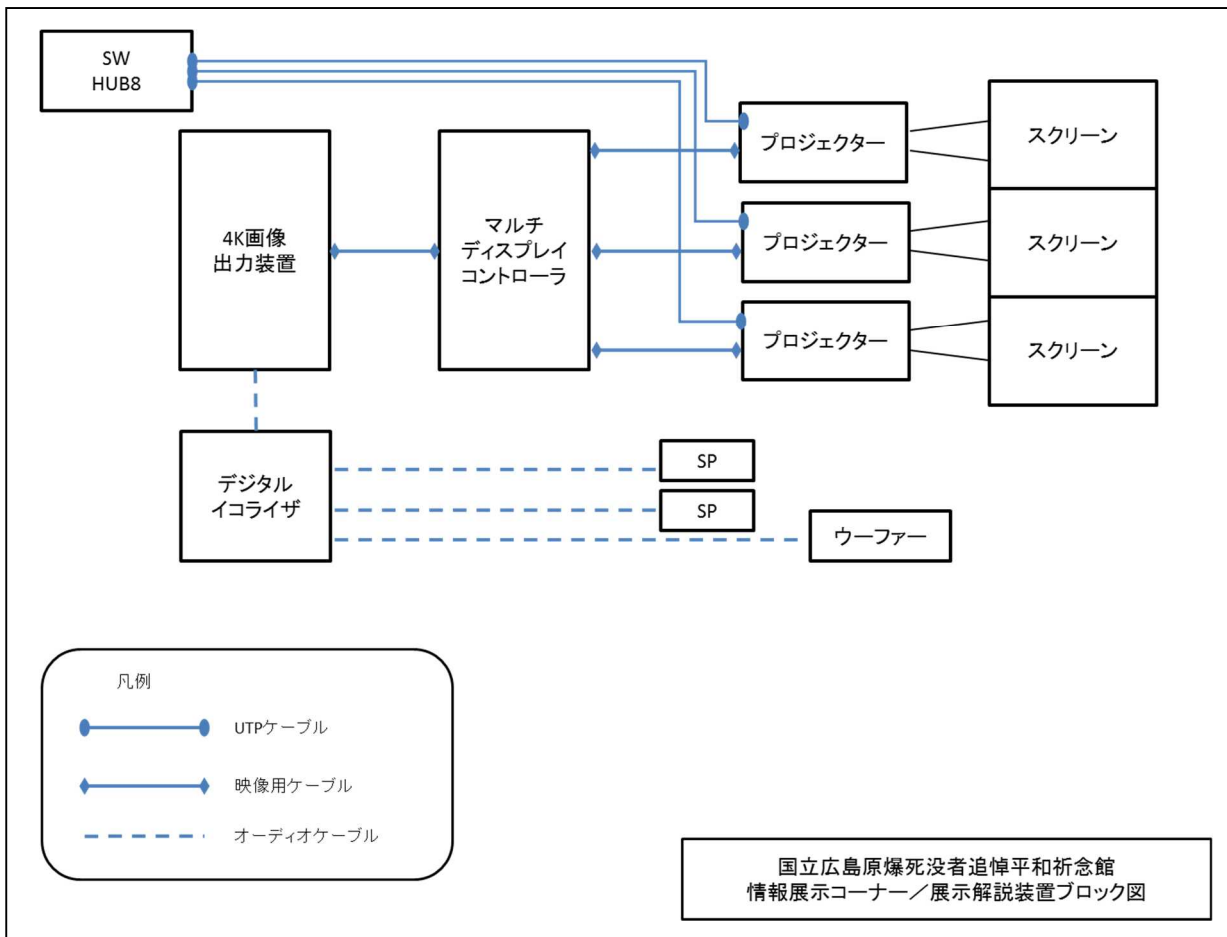 SW
HUB8
プロジェクター
スクリーン
4K画像
出力装置
マルチ
ディスプレイ
コントローラ
プロジェクター
スクリーン
プロジェクター
スクリーン
デジタル
イコライザ
SP
SP
ウーファー
凡例
UTPケーブル
映像用ケーブル
オーディオケーブル
国立広島原爆死没者追悼平和祈念館
情報展示コーナー／展示解説装置ブロック図